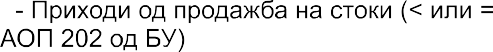 - Приходи од продажба на стоки (< или =
АОП 202 од БУ)